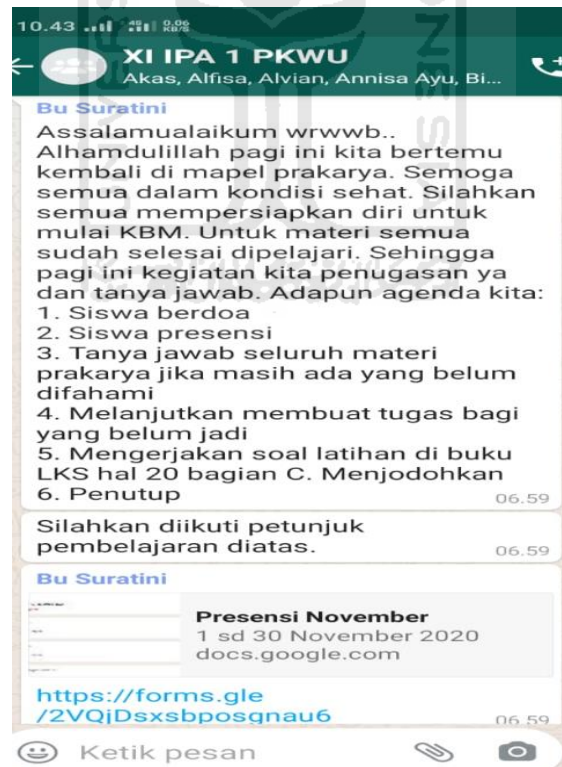 10.43
0,06
KB/S
XI IPA 1 PKWU
Akas, Alfisa, Alvian, Annisa Ayu, Bi...
Bu Suratini
Assalamualaikum wrwwb..
Alhamdulillah pagi ini kita bertemu
kembali di mapel prakarya. Semoga
semua dalam kondisi sehat. Silahkan
semua mempersiapkan diri untuk
mulai KBM. Untuk materi semua
sudah selesai dipelajari. Sehingga
pagi ini kegiatan kita penugasan ya
dan tanya jawab. Adapun agenda kita:
1. Siswa berdoa
2. Siswa presensi
3. Tanya jawab seluruh materi
prakarya jika masih ada yang belum
difahami
4. Melanjutkan membuat tugas bagi
yang belum jadi
5. Mengerjakan soal latihan di buku
LKS hal 20 bagian C. Menjodohkan
6. Penutup
06.59
Silahkan diikuti petunjuk
pembelajaran diatas.
06.59
Bu Suratini
Presensi November
1 sd 30 November 2020
docs.google.com
https://forms.gle
/2VQjDsxsbposgnau6
06.59
Ketik pesan